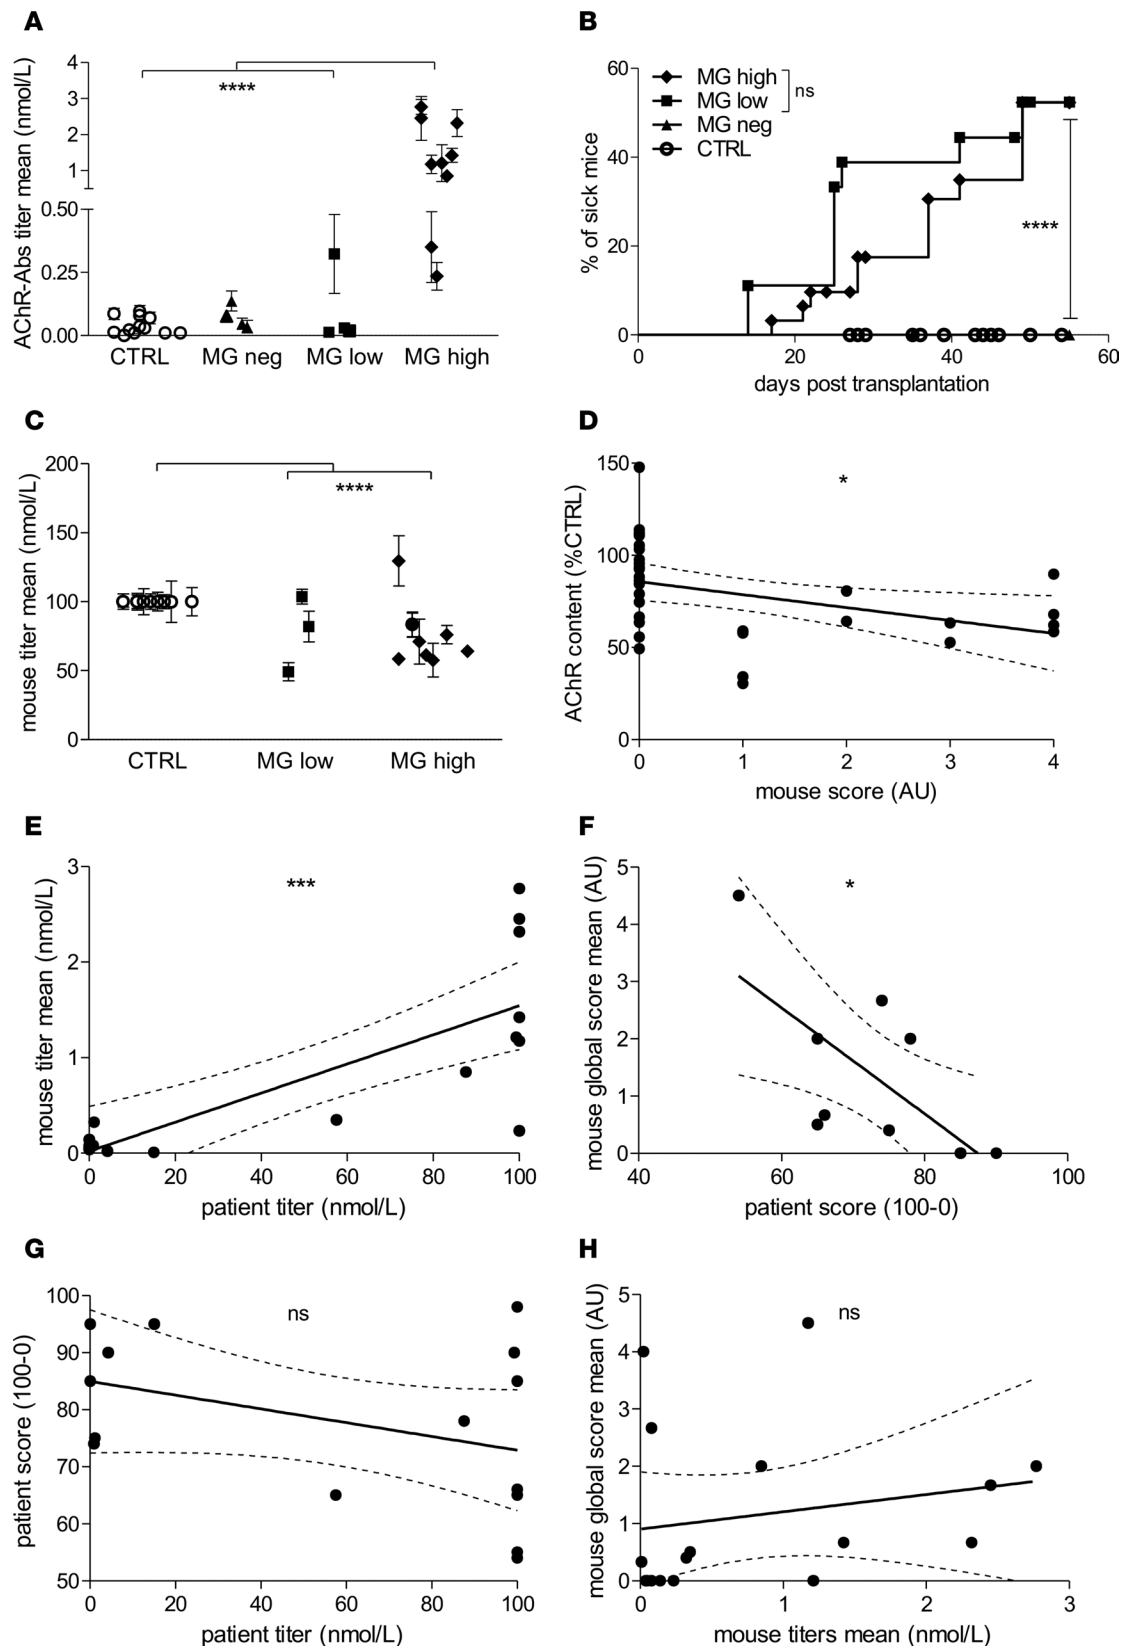 A
AChR-Abs titer mean (nmol/L)
4
3
2
1
0.50
0.25
0.00
****
CTRL MG neg MG low MG high
B
% of sick mice
60
40
20
0
MG high
MG low
ns
MG neg
CTRL
****
0 20 40 60
days post transplantation
C
mouse titer mean (nmol/L)
200
150
100
50
0
****
CTRL MG low MG high
D
AChR content (%CTRL)
150
100
50
0
*
0 1 2 3 4
mouse score (AU)
E
mouse titer mean (nmol/L)
3
2
1
0
***
0 20 40 60 80 100
patient titer (nmol/L)
F
mouse global score mean (AU)
5
4
3
2
1
0
*
40 60 80 100
patient score (100-0)
G
patient score (100-0)
100
90
80
70
60
50
ns
0 20 40 60 80 100
patient titer (nmol/L)
H
mouse global score mean (AU)
5
4
3
2
1
0
ns
0 1 2 3
mouse titers mean (nmol/L)